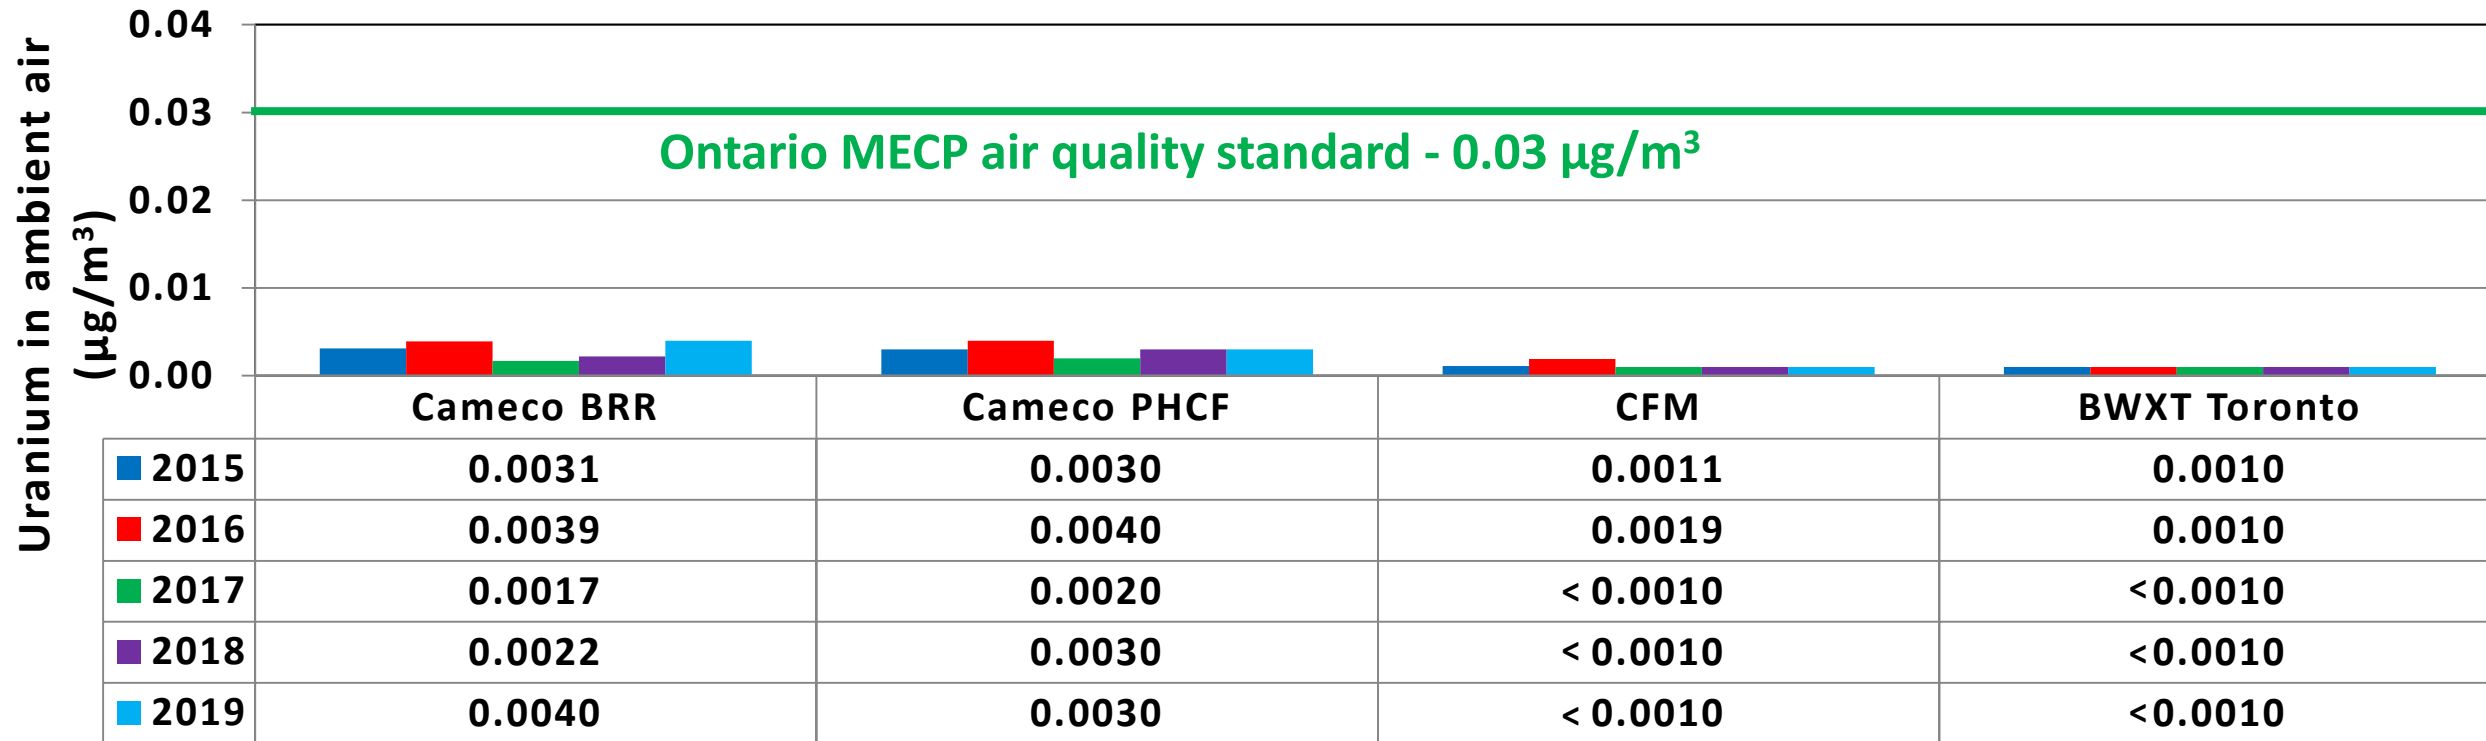 Uranium in ambient air
(µg/m³)
0.04
0.03
0.02
0.01
0.00
Ontario MECP air quality standard - 0.03 µg/m³
Cameco BRR Cameco PHCF CFM BWXT Toronto
2015 0.0031 0.0030 0.0011 0.0010
2016 0.0039 0.0040 0.0019 0.0010
2017 0.0017 0.0020 < 0.0010 <0.0010
2018 0.0022 0.0030 < 0.0010 <0.0010
2019 0.0040 0.0030 < 0.0010 <0.0010